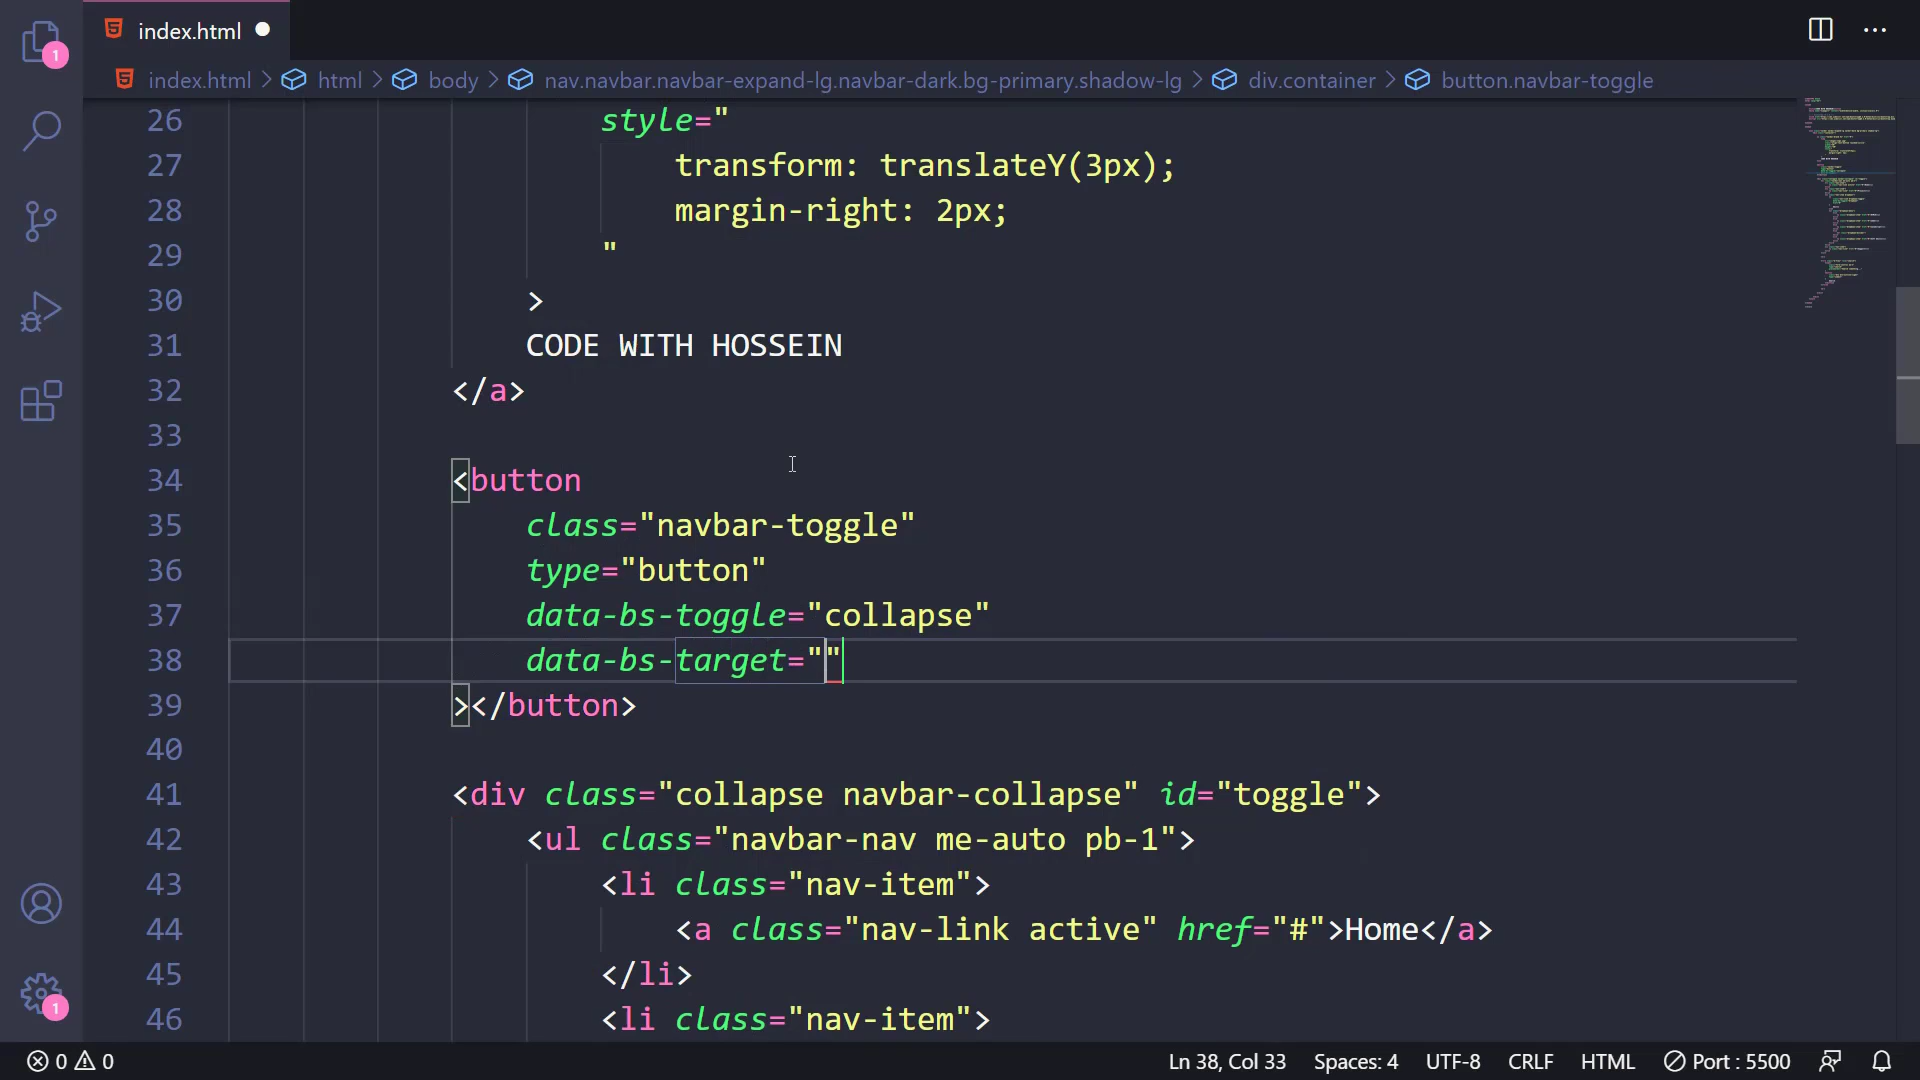 index.html
index.html > html > body > nav.navbar.navbar-expand-lg.navbar-dark.bg-primary.shadow-lg > div.container > button.navbar-toggle
1
26 style="
27 transform: translateY(3px);
28 margin-right: 2px;
29 "
30 >
31 CODE WITH HOSSEIN
32 </a>
33
34 <button
35 class="navbar-toggle"
36 type="button"
37 data-bs-toggle="collapse"
38 data-bs-target=""
39 ></button>
40
41 <div class="collapse navbar-collapse" id="toggle">
42 <ul class="navbar-nav me-auto pb-1">
43 <li class="nav-item">
44 <a class="nav-link active" href="#">Home</a>
45 </li>
46 <li class="nav-item">
1
0 0 Ln 38, Col 33 Spaces: 4 UTF-8 CRLF HTML Port : 5500